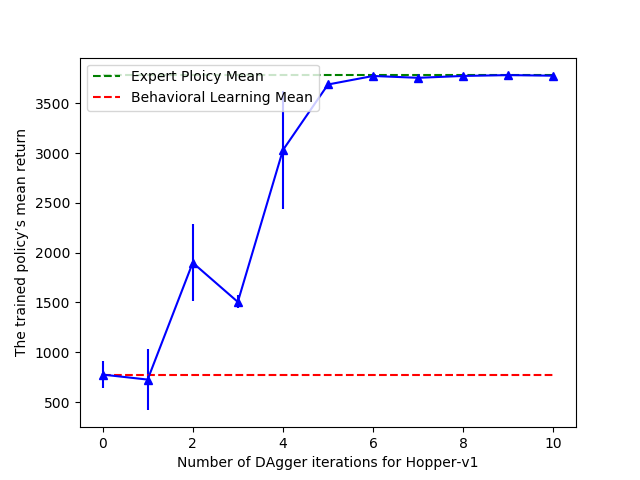 Expert Ploicy Mean
Behavioral Learning Mean
The trained policy’s mean return
3500
3000
2500
2000
1500
1000
500
0 2 4 6 8 10
Number of DAgger iterations for Hopper-v1